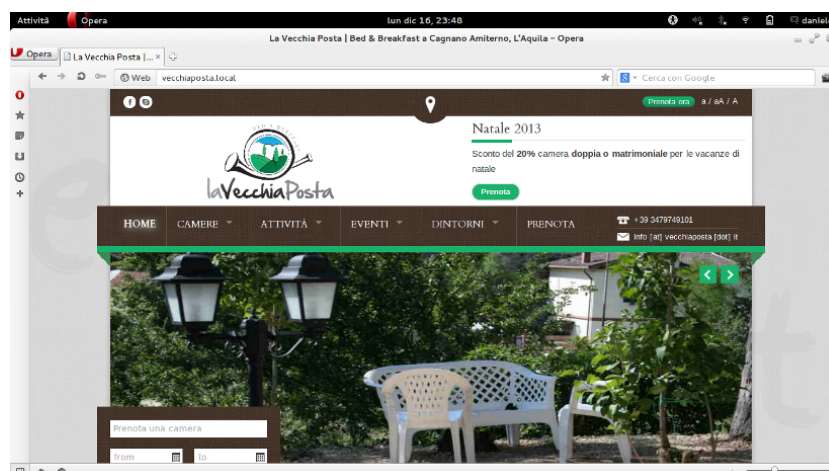 Attività Opera lun dic 16, 23:48 daniele
La Vecchia Posta | Bed & Breakfast a Cagnano Amiterno, L'Aquila – Opera
Opera La Vecchia Posta |...
Web vecchiaposta.local Cerca con Google
Prenota ora a / aA / A
Natale 2013
Sconto del 20% camera doppia o matrimoniale per le vacanze di
natale
Prenota
laVecchiaPosta
HOME CAMERE ATTIVITÀ EVENTI DINTORNI PRENOTA
+39 3479749101
Info [at] vecchiaposta [dot] it
Prenota una camera
from to